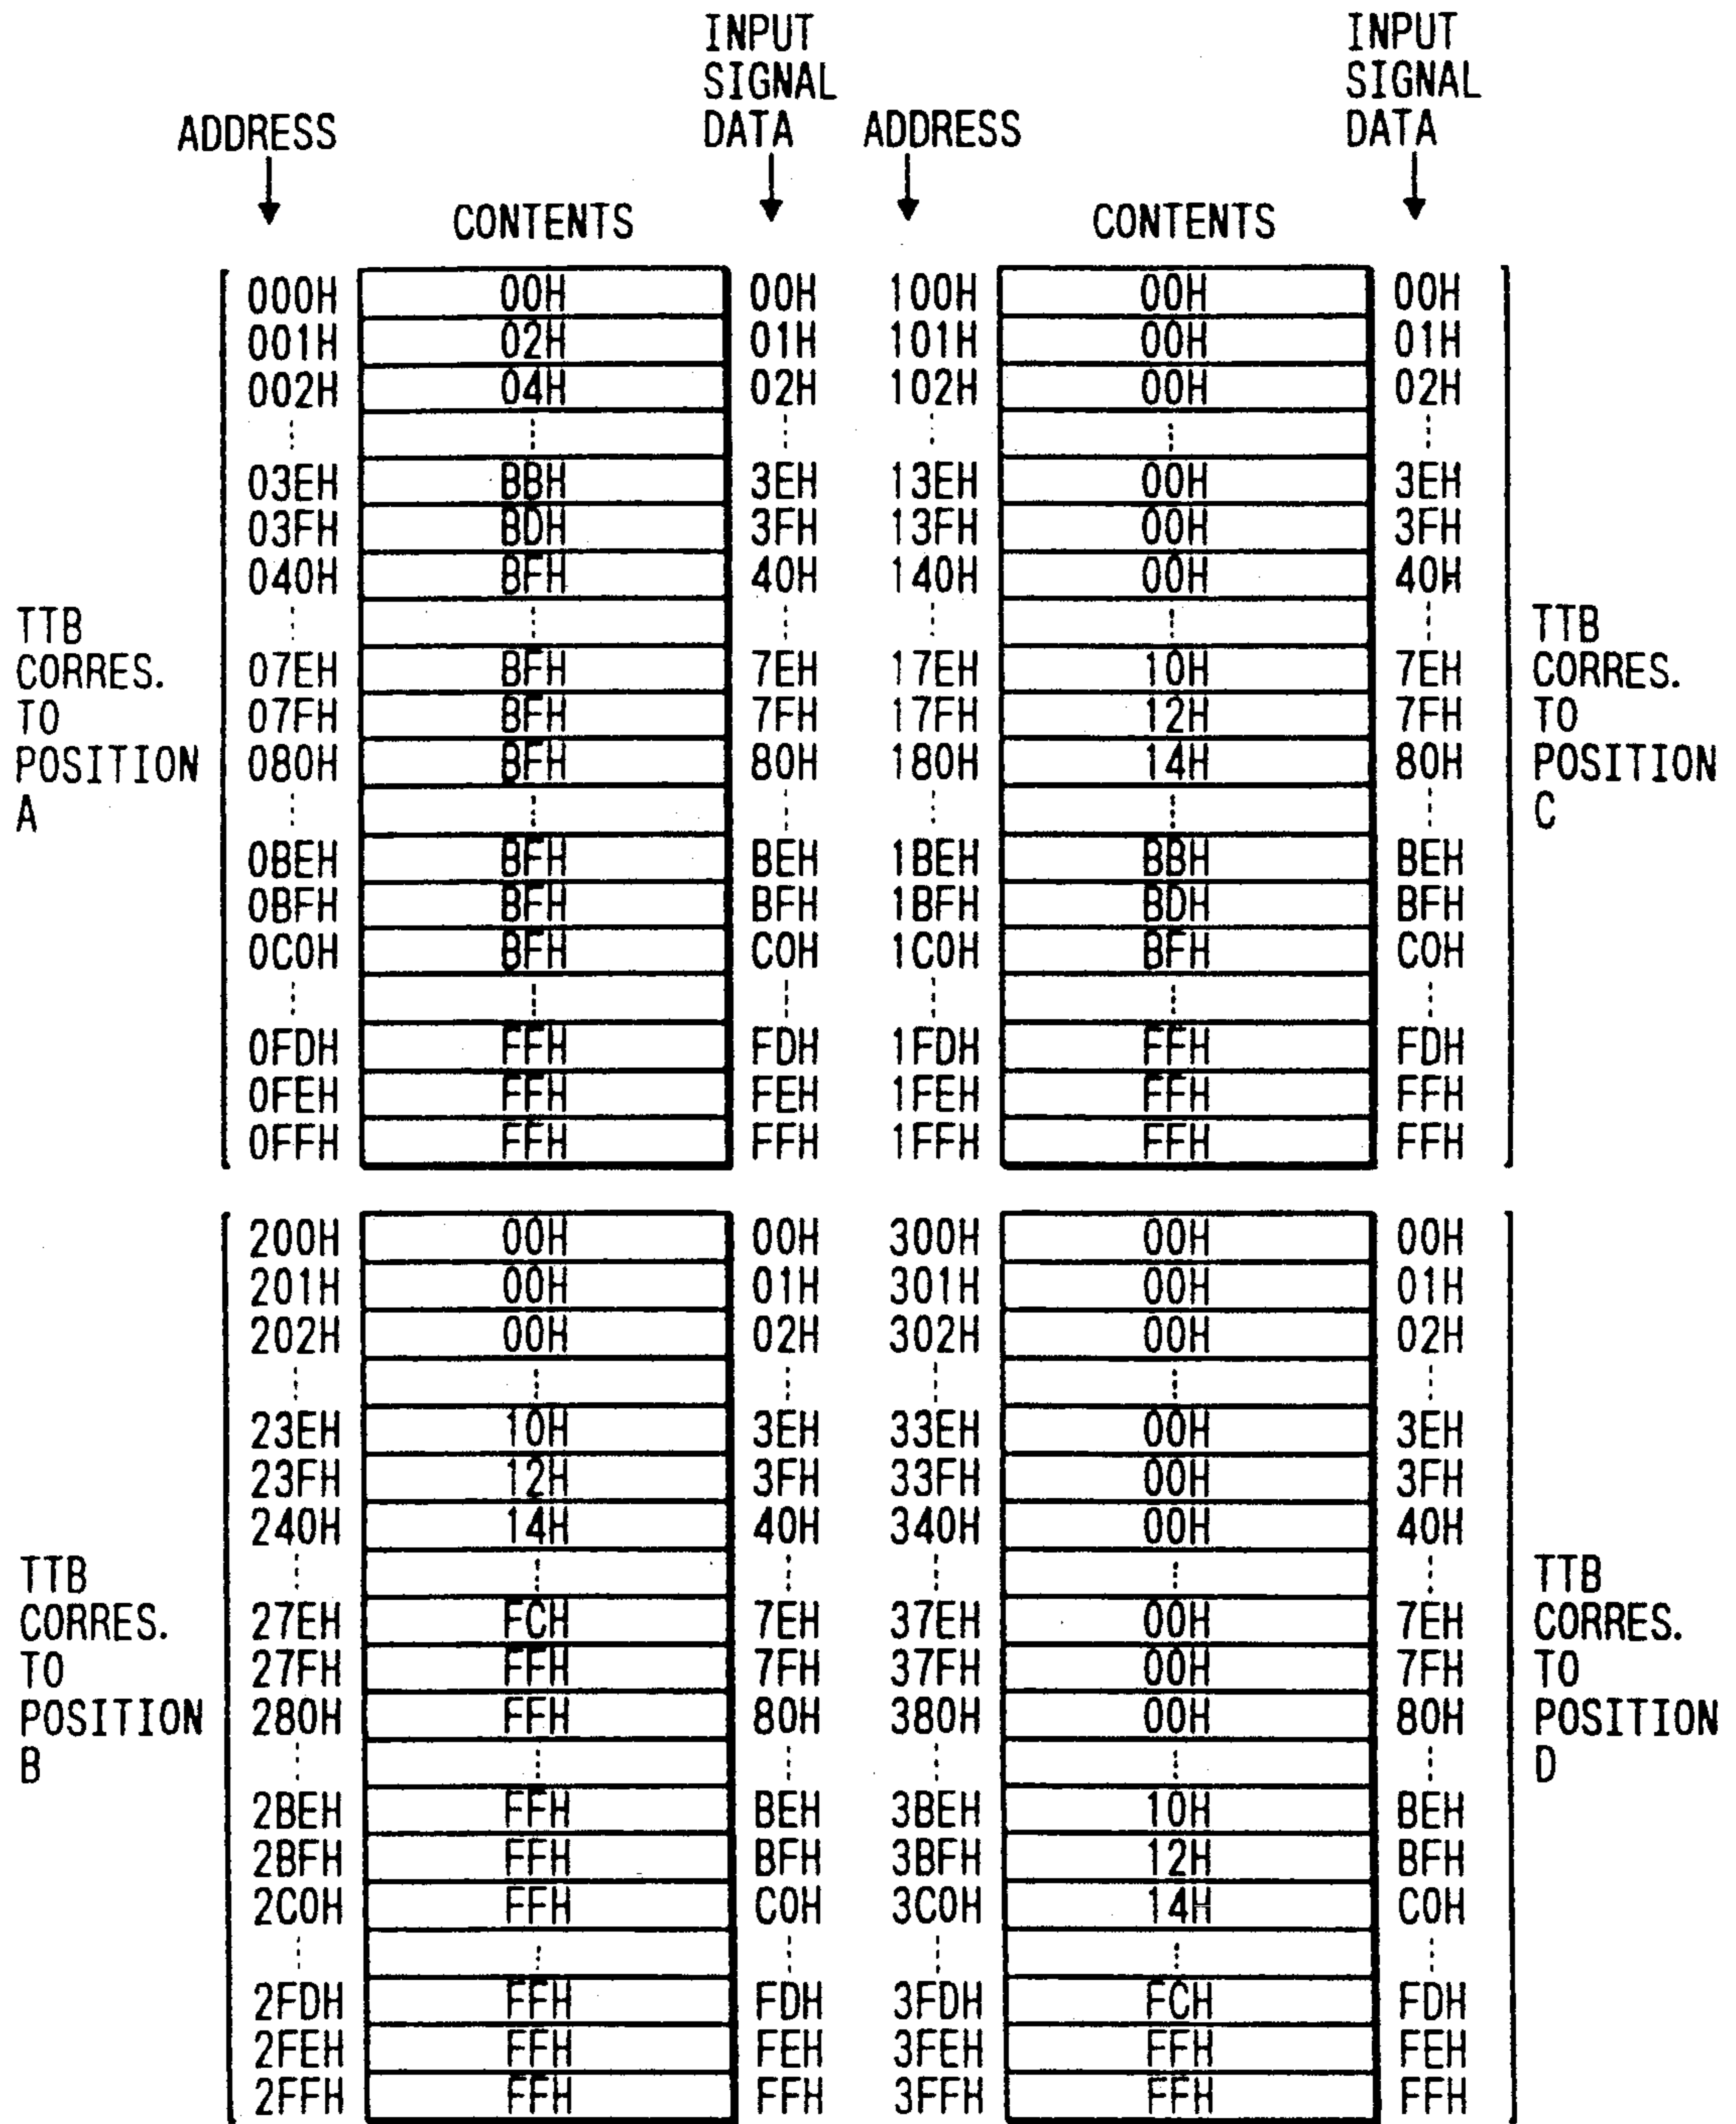 INPUT SIGNAL DATA INPUT SIGNAL DATA
ADDRESS ADDRESS
CONTENTS CONTENTS
000H 00H 00H 100H 00H 00H
001H 02H 01H 101H 00H 01H
002H 04H 02H 102H 00H 02H
03EH BBH 3EH 13EH 00H 3EH
03FH BDH 3FH 13FH 00H 3FH
040H BFH 40H 140H 00H 40H
07EH BFH 7EH 17EH 10H 7EH
07FH BFH 7FH 17FH 12H 7FH
080H BFH 80H 180H 14H 80H
0BEH BFH BEH 1BEH BBH BEH
0BFH BFH BFH 1BFH BDH BFH
0C0H BFH C0H 1C0H BFH C0H
0FDH FFH FDH 1FDH FFH FDH
0FEH FFH FEH 1FEH FFH FFH
0FFH FFH FFH 1FFH FFH FFH
TTB CORRES. TO POSITION A
TTB CORRES. TO POSITION C
200H 00H 00H 300H 00H 00H
201H 00H 01H 301H 00H 01H
202H 00H 02H 302H 00H 02H
23EH 10H 3EH 33EH 00H 3EH
23FH 12H 3FH 33FH 00H 3FH
240H 14H 40H 340H 00H 40H
27EH FCH 7EH 37EH 00H 7EH
27FH FFH 7FH 37FH 00H 7FH
280H FFH 80H 380H 00H 80H
2BEH FFH BEH 3BEH 10H BEH
2BFH FFH BFH 3BFH 12H BFH
2C0H FFH C0H 3C0H 14H C0H
2FDH FFH FDH 3FDH FCH FDH
2FEH FFH FEH 3FEH FFH FEH
2FFH FFH FFH 3FFH FFH FFH
TTB CORRES. TO POSITION B
TTB CORRES. TO POSITION D